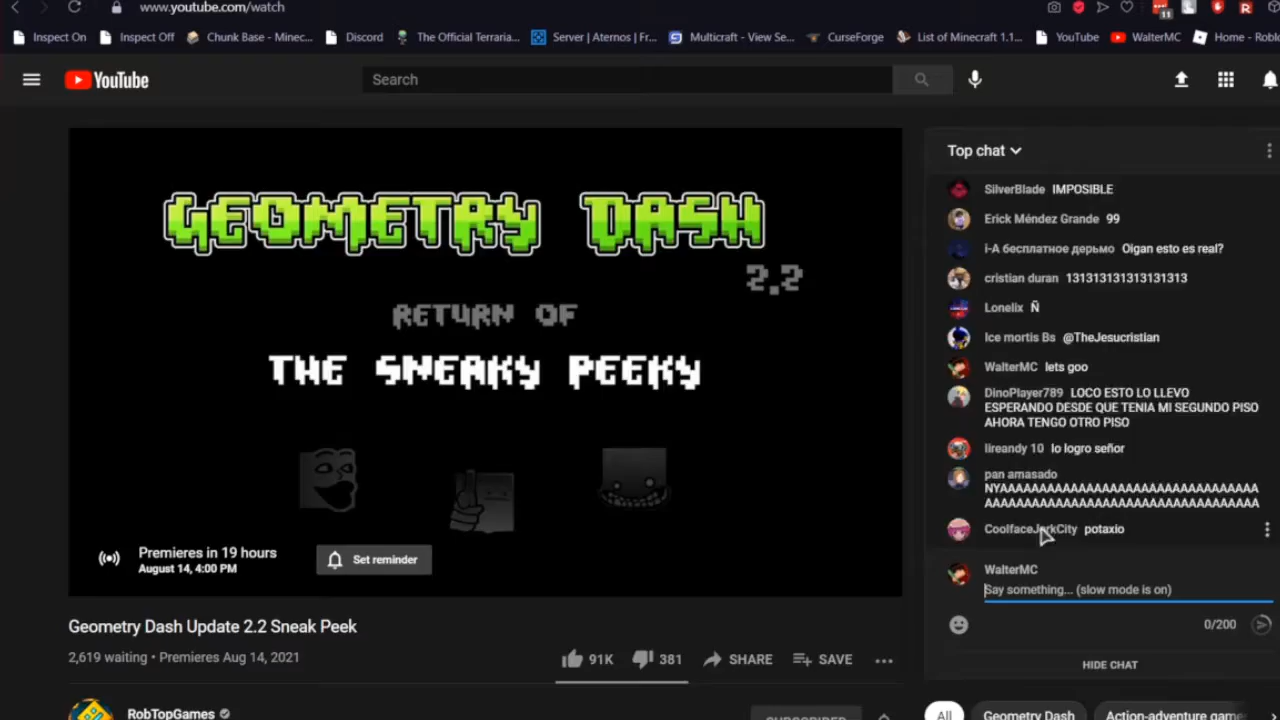 www.youtube.com/watch
11
Inspect On
Inspect Off
Chunk Base - Minec...
Discord
The Official Terraria...
Server | Aternos | Fr...
Multicraft - View Se...
CurseForge
List of Minecraft 1.1...
YouTube
WalterMC
Home - Roblo
YouTube
Search
GEOMETRY DASH
2.2
RETURN OF
THE SNEAKY PEEKY
Premieres in 19 hours
August 14, 4:00 PM
Set reminder
Geometry Dash Update 2.2 Sneak Peek
2,619 waiting • Premieres Aug 14, 2021
91K
381
SHARE
SAVE
RobTopGames
SUBSCRIBED
Top chat
SilverBlade IMPOSIBLE
Erick Méndez Grande 99
i-A бесплатное дерьмо Oigan esto es real?
cristian duran 131313131313131313
Lonelix Ñ
Ice mortis Bs @TheJesucristian
WalterMC lets goo
DinoPlayer789 LOCO ESTO LO LLEVO
ESPERANDO DESDE QUE TENIA MI SEGUNDO PISO
AHORA TENGO OTRO PISO
lireandy 10 lo logro señor
pan amasado
NYAAAAAAAAAAAAAAAAAAAAAAAAAAAAAAA
AAAAAAAAAAAAAAAAAAAAAAAAAAAAAAAAA
CoolfaceJerkCity potaxio
WalterMC
Say something... (slow mode is on)
0/200
HIDE CHAT
All
Geometry Dash
Action-adventure game